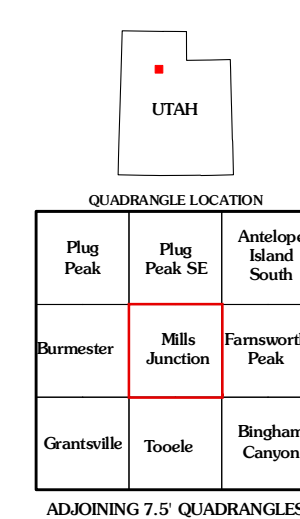 UTAH
QUADRANGLE LOCATION
Plug
Peak
Plug
Peak SE
Antelope
Island
South
Burmester
Mills
Junction
Farnsworth
Peak
Grantsville
Tooele
Bingham
Canyon
ADJOINING 7.5' QUADRANGLES